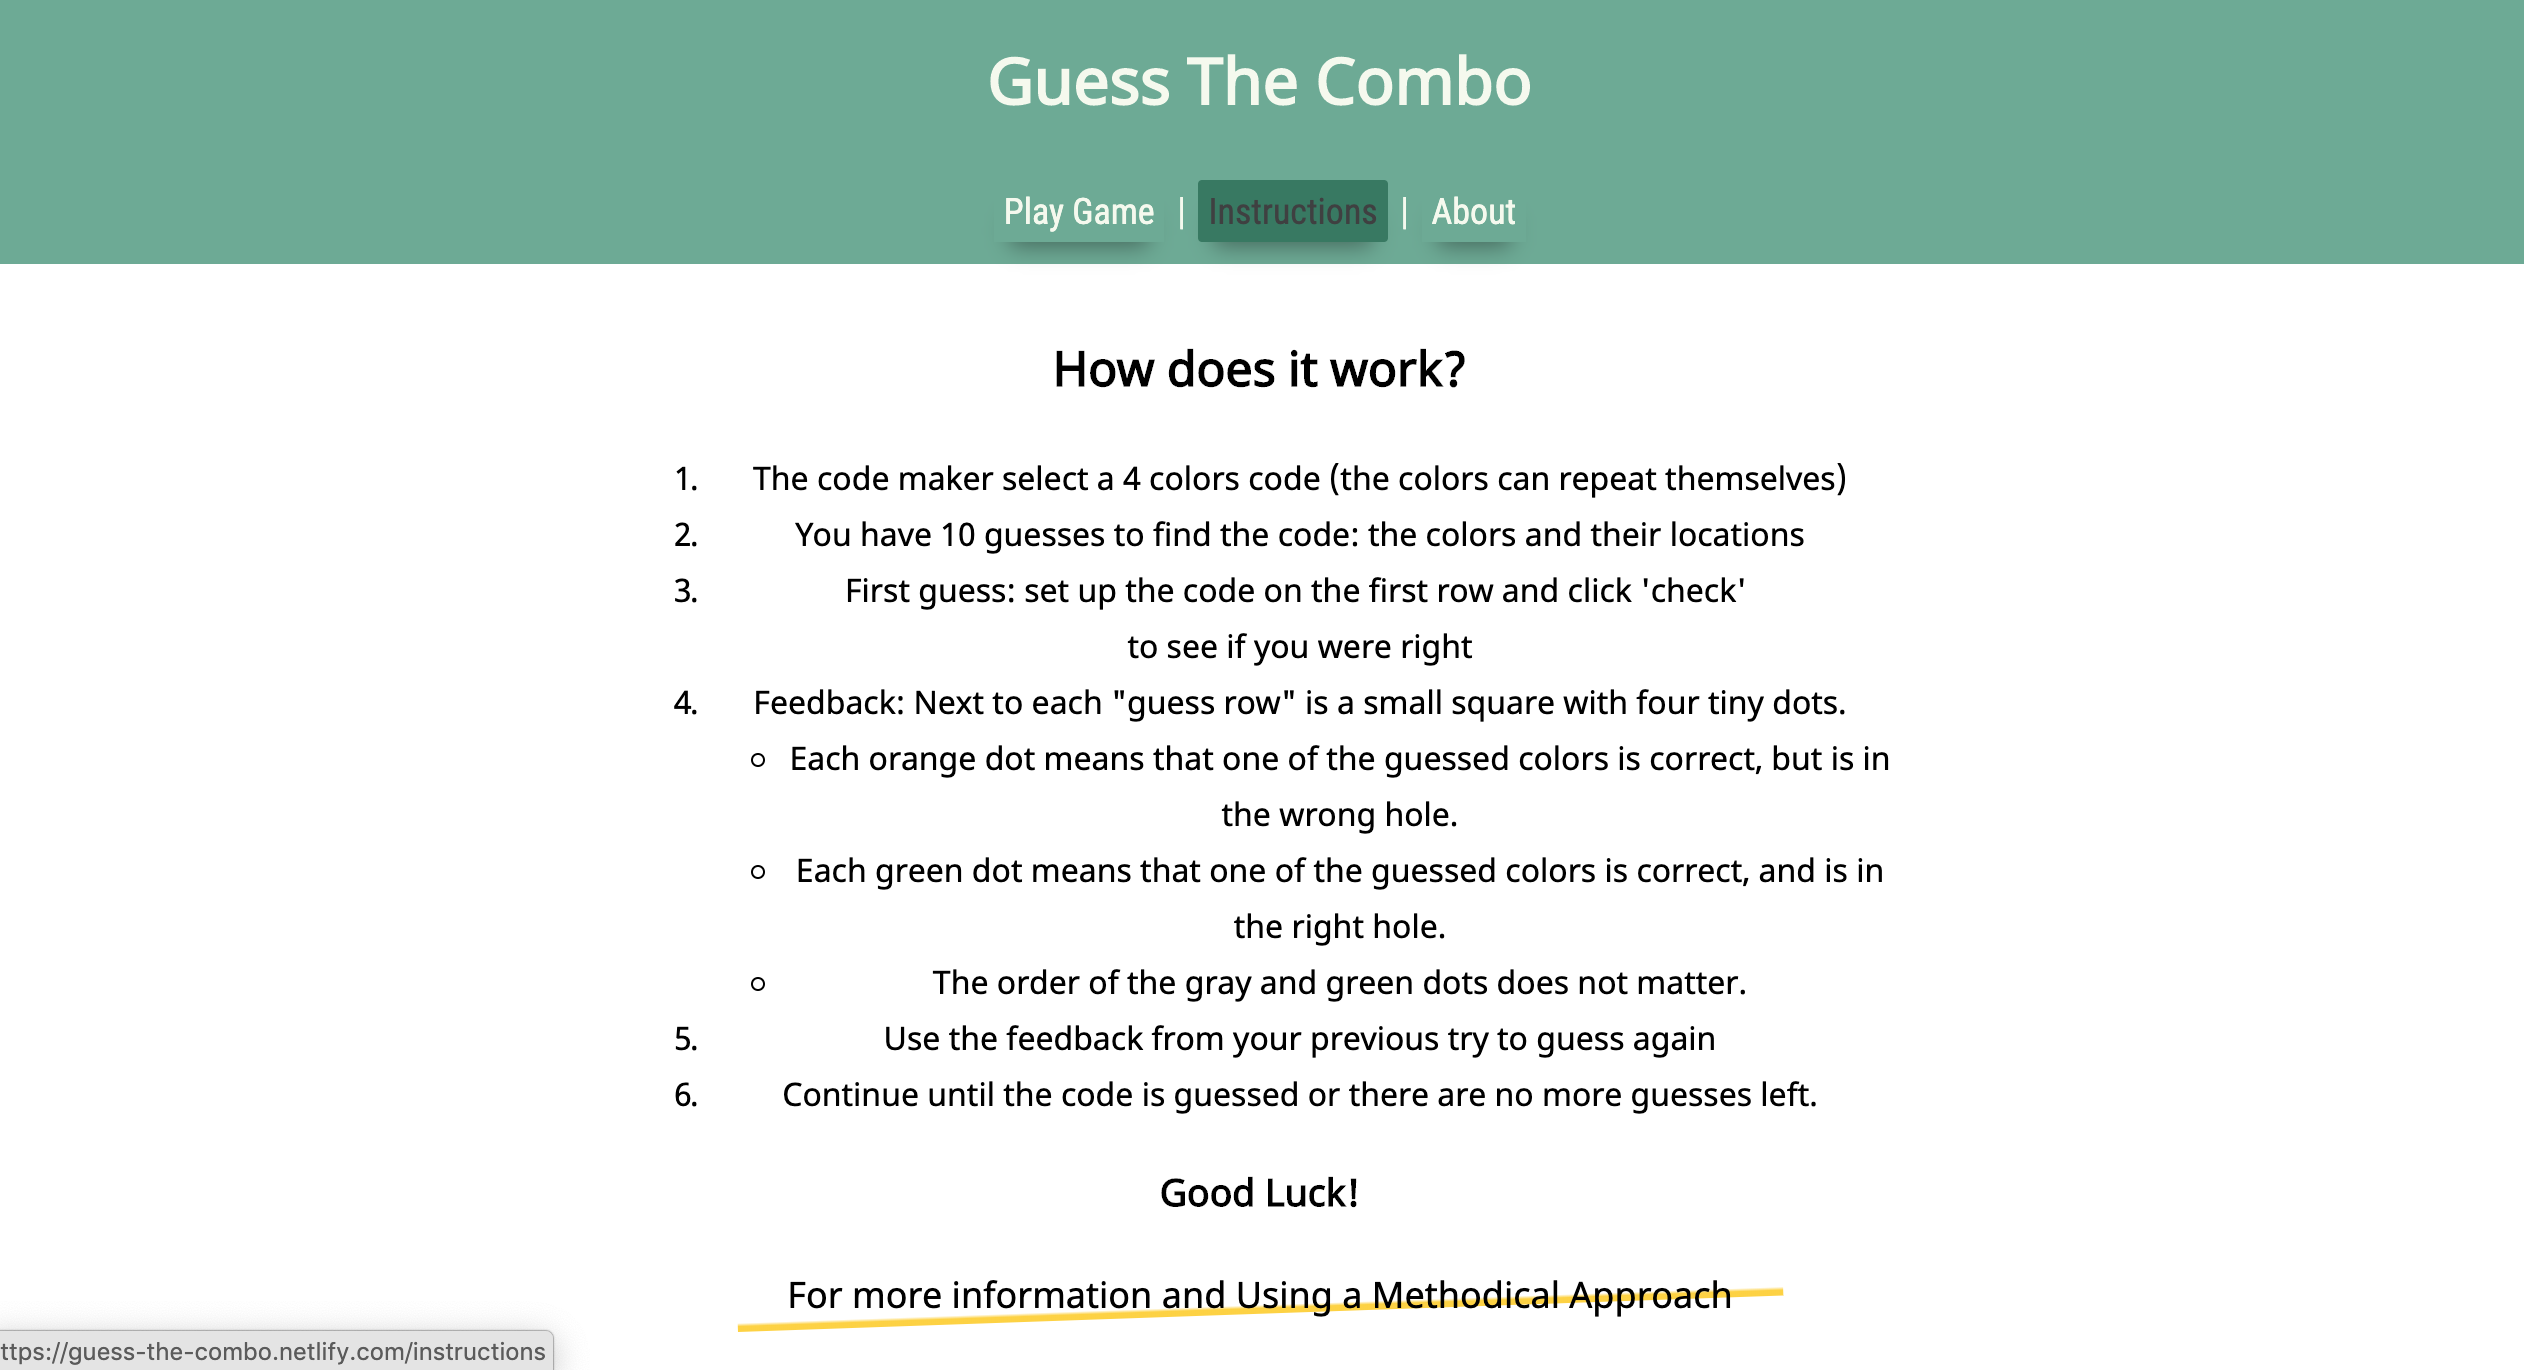 Guess The Combo
Play Game | Instructions | About
How does it work?
1. The code maker select a 4 colors code (the colors can repeat themselves)
2. You have 10 guesses to find the code: the colors and their locations
3. First guess: set up the code on the first row and click 'check'
to see if you were right
4. Feedback: Next to each "guess row" is a small square with four tiny dots.
Each orange dot means that one of the guessed colors is correct, but is in
the wrong hole.
Each green dot means that one of the guessed colors is correct, and is in
the right hole.
The order of the gray and green dots does not matter.
5. Use the feedback from your previous try to guess again
6. Continue until the code is guessed or there are no more guesses left.
Good Luck!
For more information and Using a Methodical Approach
ttps://guess-the-combo.netlify.com/instructions